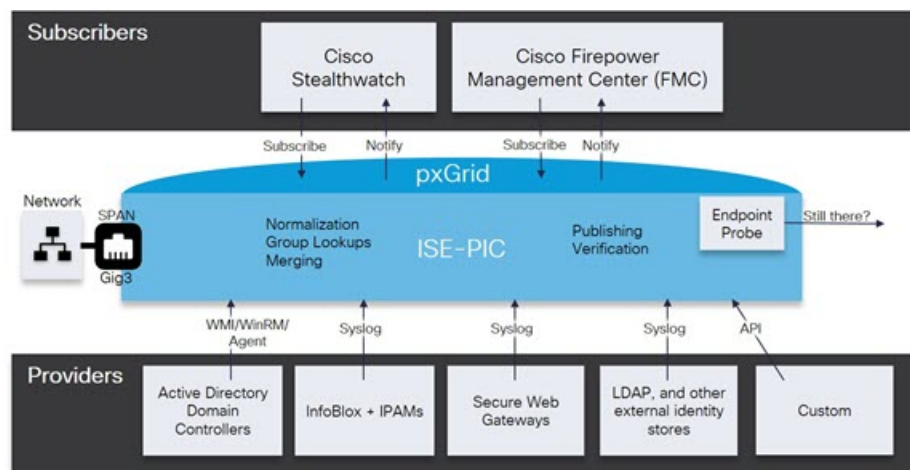 Subscribers
Cisco
Stealthwatch
Cisco Firepower
Management Center (FMC)
Subscribe
Notify
Subscribe
Notify
pxGrid
Network
SPAN
Gig3
Normalization
Group Lookups
Merging
ISE-PIC
Publishing
Verification
Endpoint
Probe
Still there?
WMI/WinRM/
Agent
Syslog
Syslog
Syslog
API
Providers
Active Directory
Domain
Controllers
InfoBlox + IPAMs
Secure Web
Gateways
LDAP, and other
external identity
stores
Custom